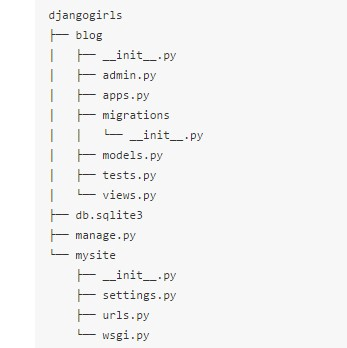 djangogirls
├── blog
│   ├── __init__.py
│   ├── admin.py
│   ├── apps.py
│   ├── migrations
│   │   └── __init__.py
│   ├── models.py
│   ├── tests.py
│   └── views.py
├── db.sqlite3
├── manage.py
└── mysite
    ├── __init__.py
    ├── settings.py
    ├── urls.py
    └── wsgi.py